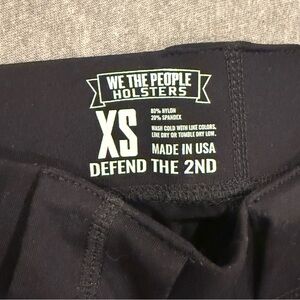 WE THE PEOPLE
HOLSTERS
XS
80% NYLON
20% SPANDEX
WASH COLD WITH LIKE COLORS.
LINE DRY OR TUMBLE DRY LOW.
MADE IN USA
DEFEND THE 2ND